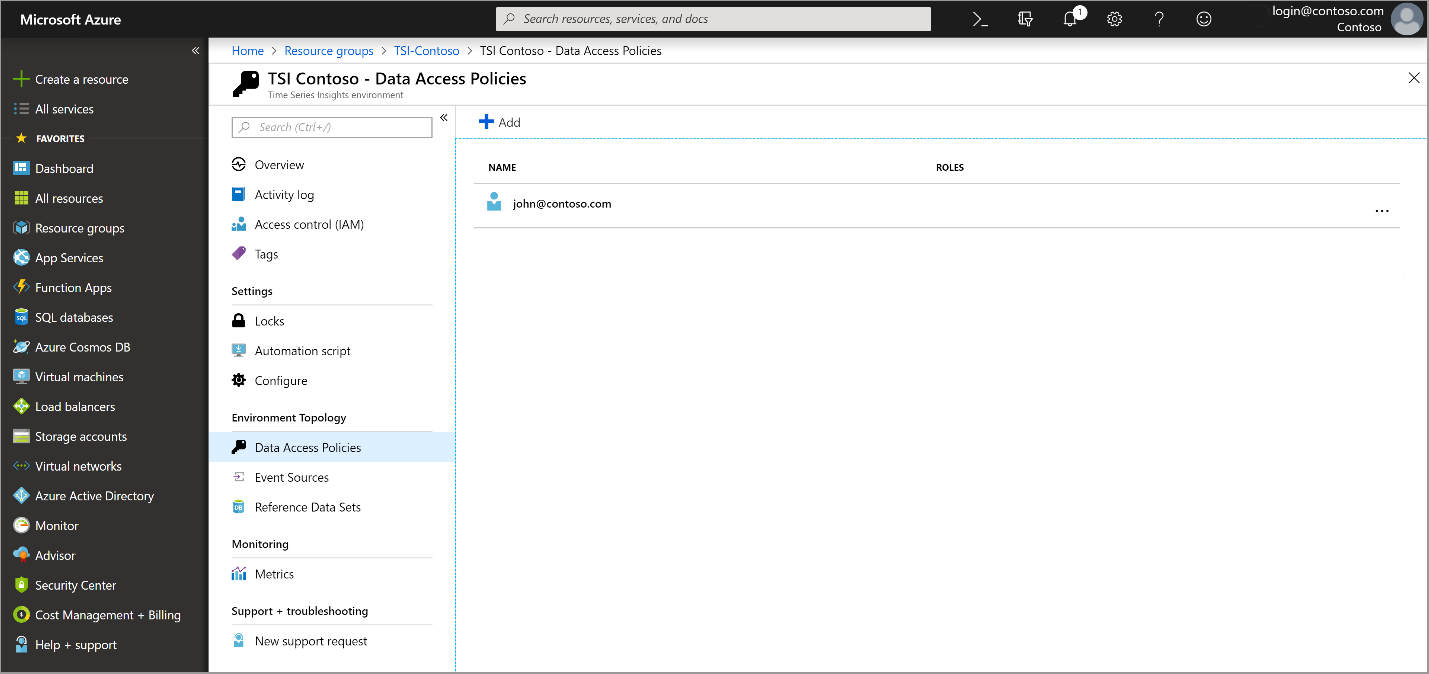 Microsoft Azure
Search resources, services, and docs
1
login@contoso.com
Contoso
Create a resource
All services
FAVORITES
Dashboard
All resources
Resource groups
App Services
Function Apps
SQL databases
Azure Cosmos DB
Virtual machines
Load balancers
Storage accounts
Virtual networks
Azure Active Directory
Monitor
Advisor
Security Center
Cost Management + Billing
Help + support
Home > Resource groups > TSI-Contoso > TSI Contoso - Data Access Policies
TSI Contoso - Data Access Policies
Time Series Insights environment
Search (Ctrl+/)
Overview
Activity log
Access control (IAM)
Tags
Settings
Locks
Automation script
Configure
Environment Topology
Data Access Policies
Event Sources
Reference Data Sets
Monitoring
Metrics
Support + troubleshooting
New support request
Add
NAME ROLES
john@contoso.com
...